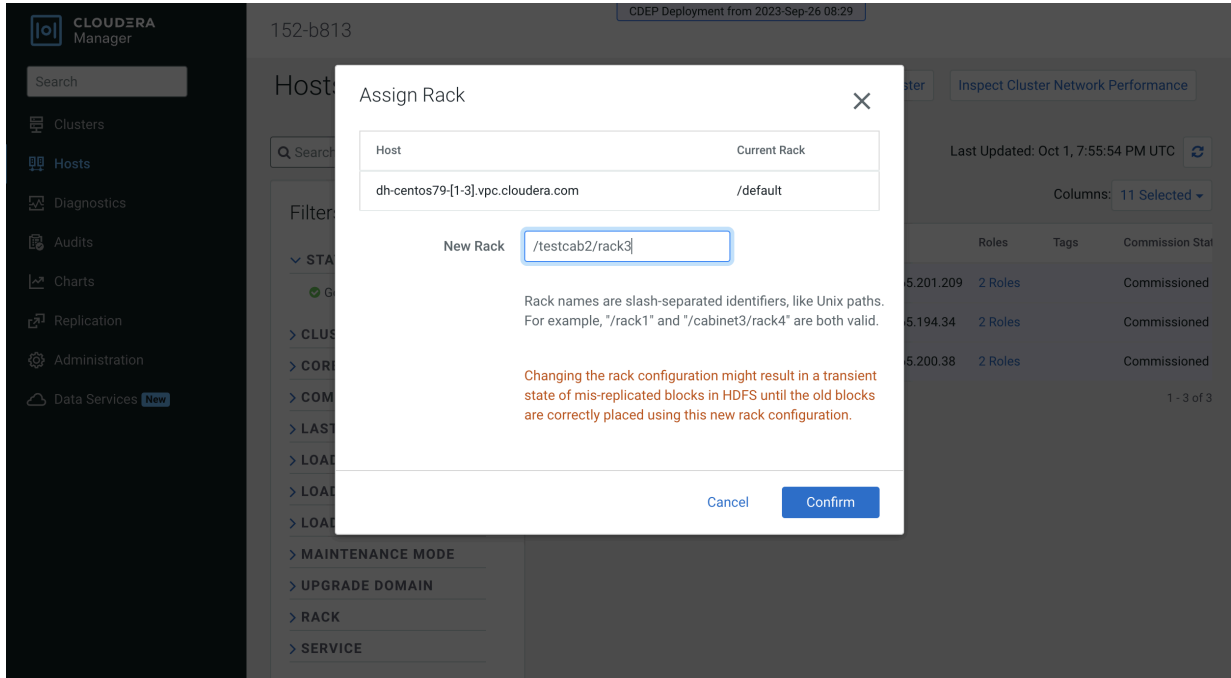 CLOUDERA
Manager
Search
Clusters
Hosts
Diagnostics
Audits
Charts
Replication
Administration
Data Services New
152-b813
CDEP Deployment from 2023-Sep-26 08:29
Inspect Cluster Network Performance
Last Updated: Oct 1, 7:55:54 PM UTC
Columns: 11 Selected
Assign Rack
Host Current Rack
dh-centos79-[1-3].vpc.cloudera.com /default
New Rack /testcab2/rack3
Rack names are slash-separated identifiers, like Unix paths.
For example, "/rack1" and "/cabinet3/rack4" are both valid.
Changing the rack configuration might result in a transient
state of mis-replicated blocks in HDFS until the old blocks
are correctly placed using this new rack configuration.
Cancel Confirm
Search
MAINTENANCE MODE
UPGRADE DOMAIN
RACK
SERVICE
Roles Tags Commission
5.201.209 2 Roles Commissioned
5.194.34 2 Roles Commissioned
5.200.38 2 Roles Commissioned
1 - 3 of 3